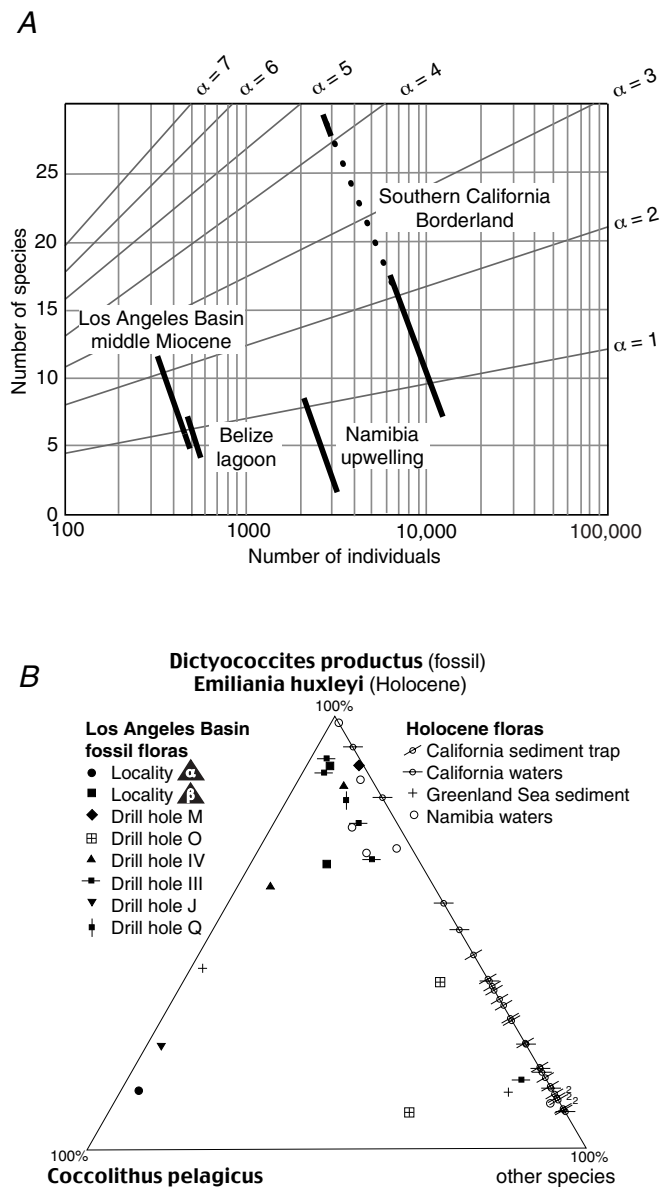 A
α = 7
α = 6
α = 5
α = 4
α = 3
α = 2
α = 1
Number of species
25
20
15
10
5
0
Southern California
Borderland
Los Angeles Basin
middle Miocene
Belize
lagoon
Namibia
upwelling
100
1000
10,000
100,000
Number of individuals
B
Dictyococcites productus (fossil)
Emiliania huxleyi (Holocene)
100%
Los Angeles Basin
fossil floras
Locality α
Locality β
Drill hole M
Drill hole O
Drill hole IV
Drill hole III
Drill hole J
Drill hole Q
Holocene floras
California sediment trap
California waters
Greenland Sea sediment
Namibia waters
2
2
2
100%
Coccolithus pelagicus
100%
other species